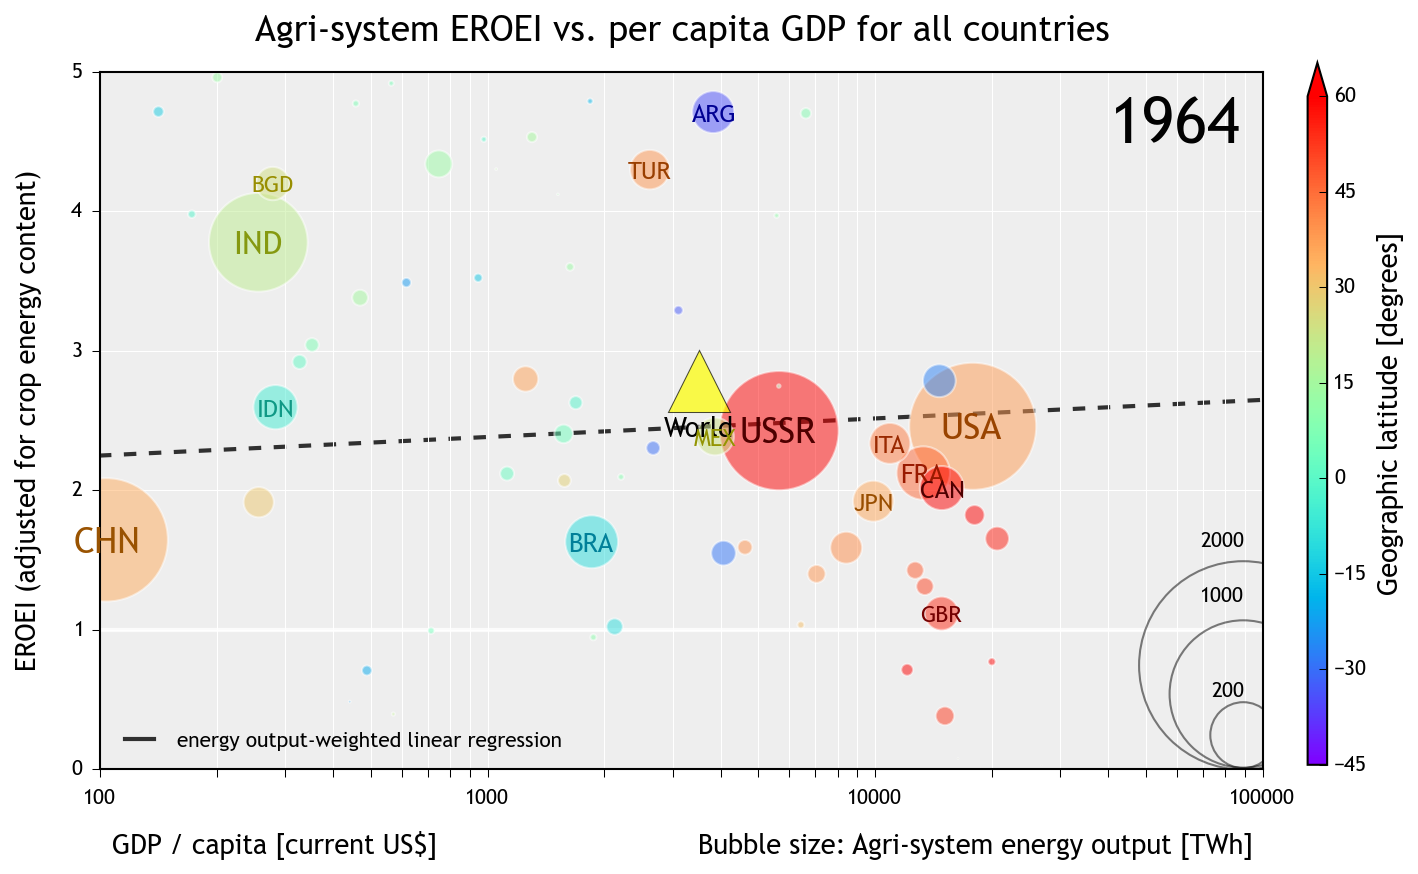 Agri-system EROEI vs. per capita GDP for all countries
1964
EROEI (adjusted for crop energy content)
5
4
3
2
1
0
100
1000
10000
100000
GDP / capita [current US$]
Bubble size: Agri-system energy output [TWh]
ARG
TUR
BGD
IND
IDN
World
MEX
USSR
USA
ITA
FRA
CAN
JPN
CHN
BRA
GBR
2000
1000
200
energy output-weighted linear regression
60
45
30
15
0
−15
−30
−45
Geographic latitude [degrees]